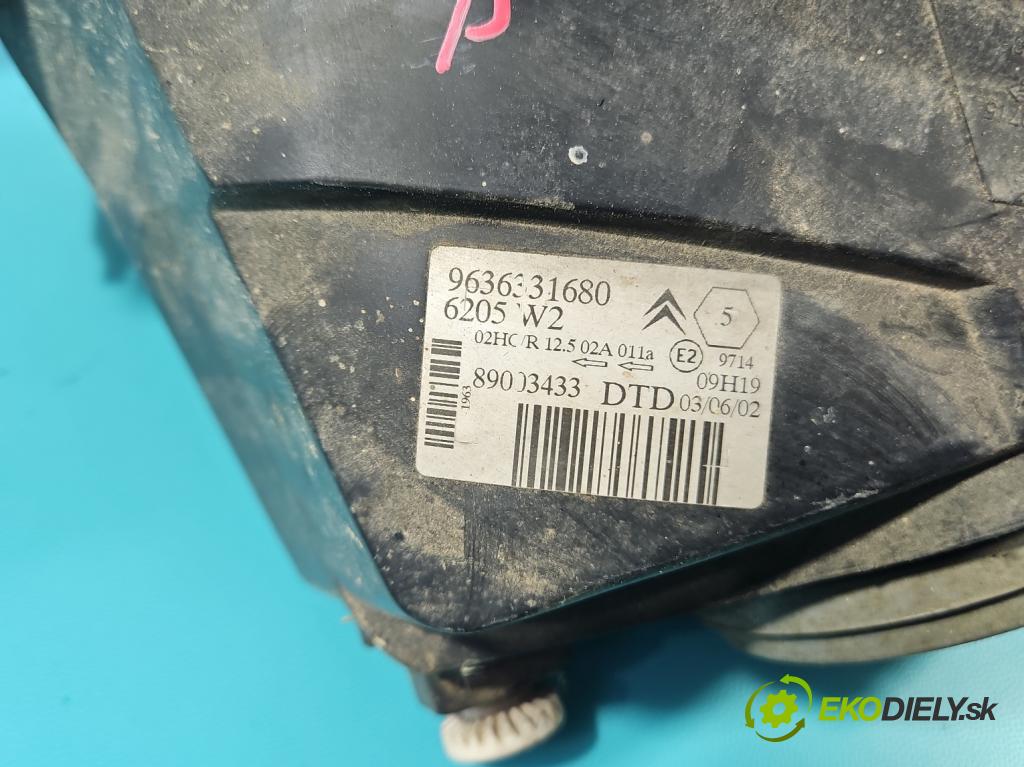 9636331680
6205 W2
5
02HC/R 12.5 02A 011a
E2
9714
09H19
89003433 DTD 03/06/02
1963
EKODIELY.sk